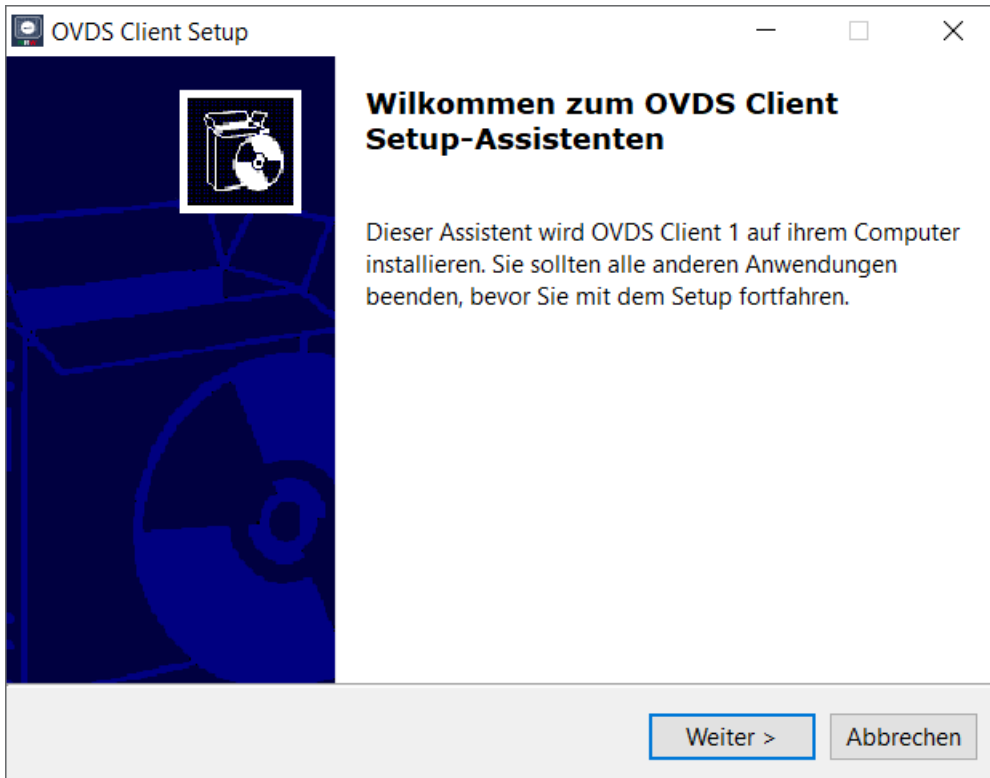 OVDS Client Setup
Wilkommen zum OVDS Client
Setup-Assistenten
Dieser Assistent wird OVDS Client 1 auf ihrem Computer
installieren. Sie sollten alle anderen Anwendungen
beenden, bevor Sie mit dem Setup fortfahren.
Weiter >
Abbrechen